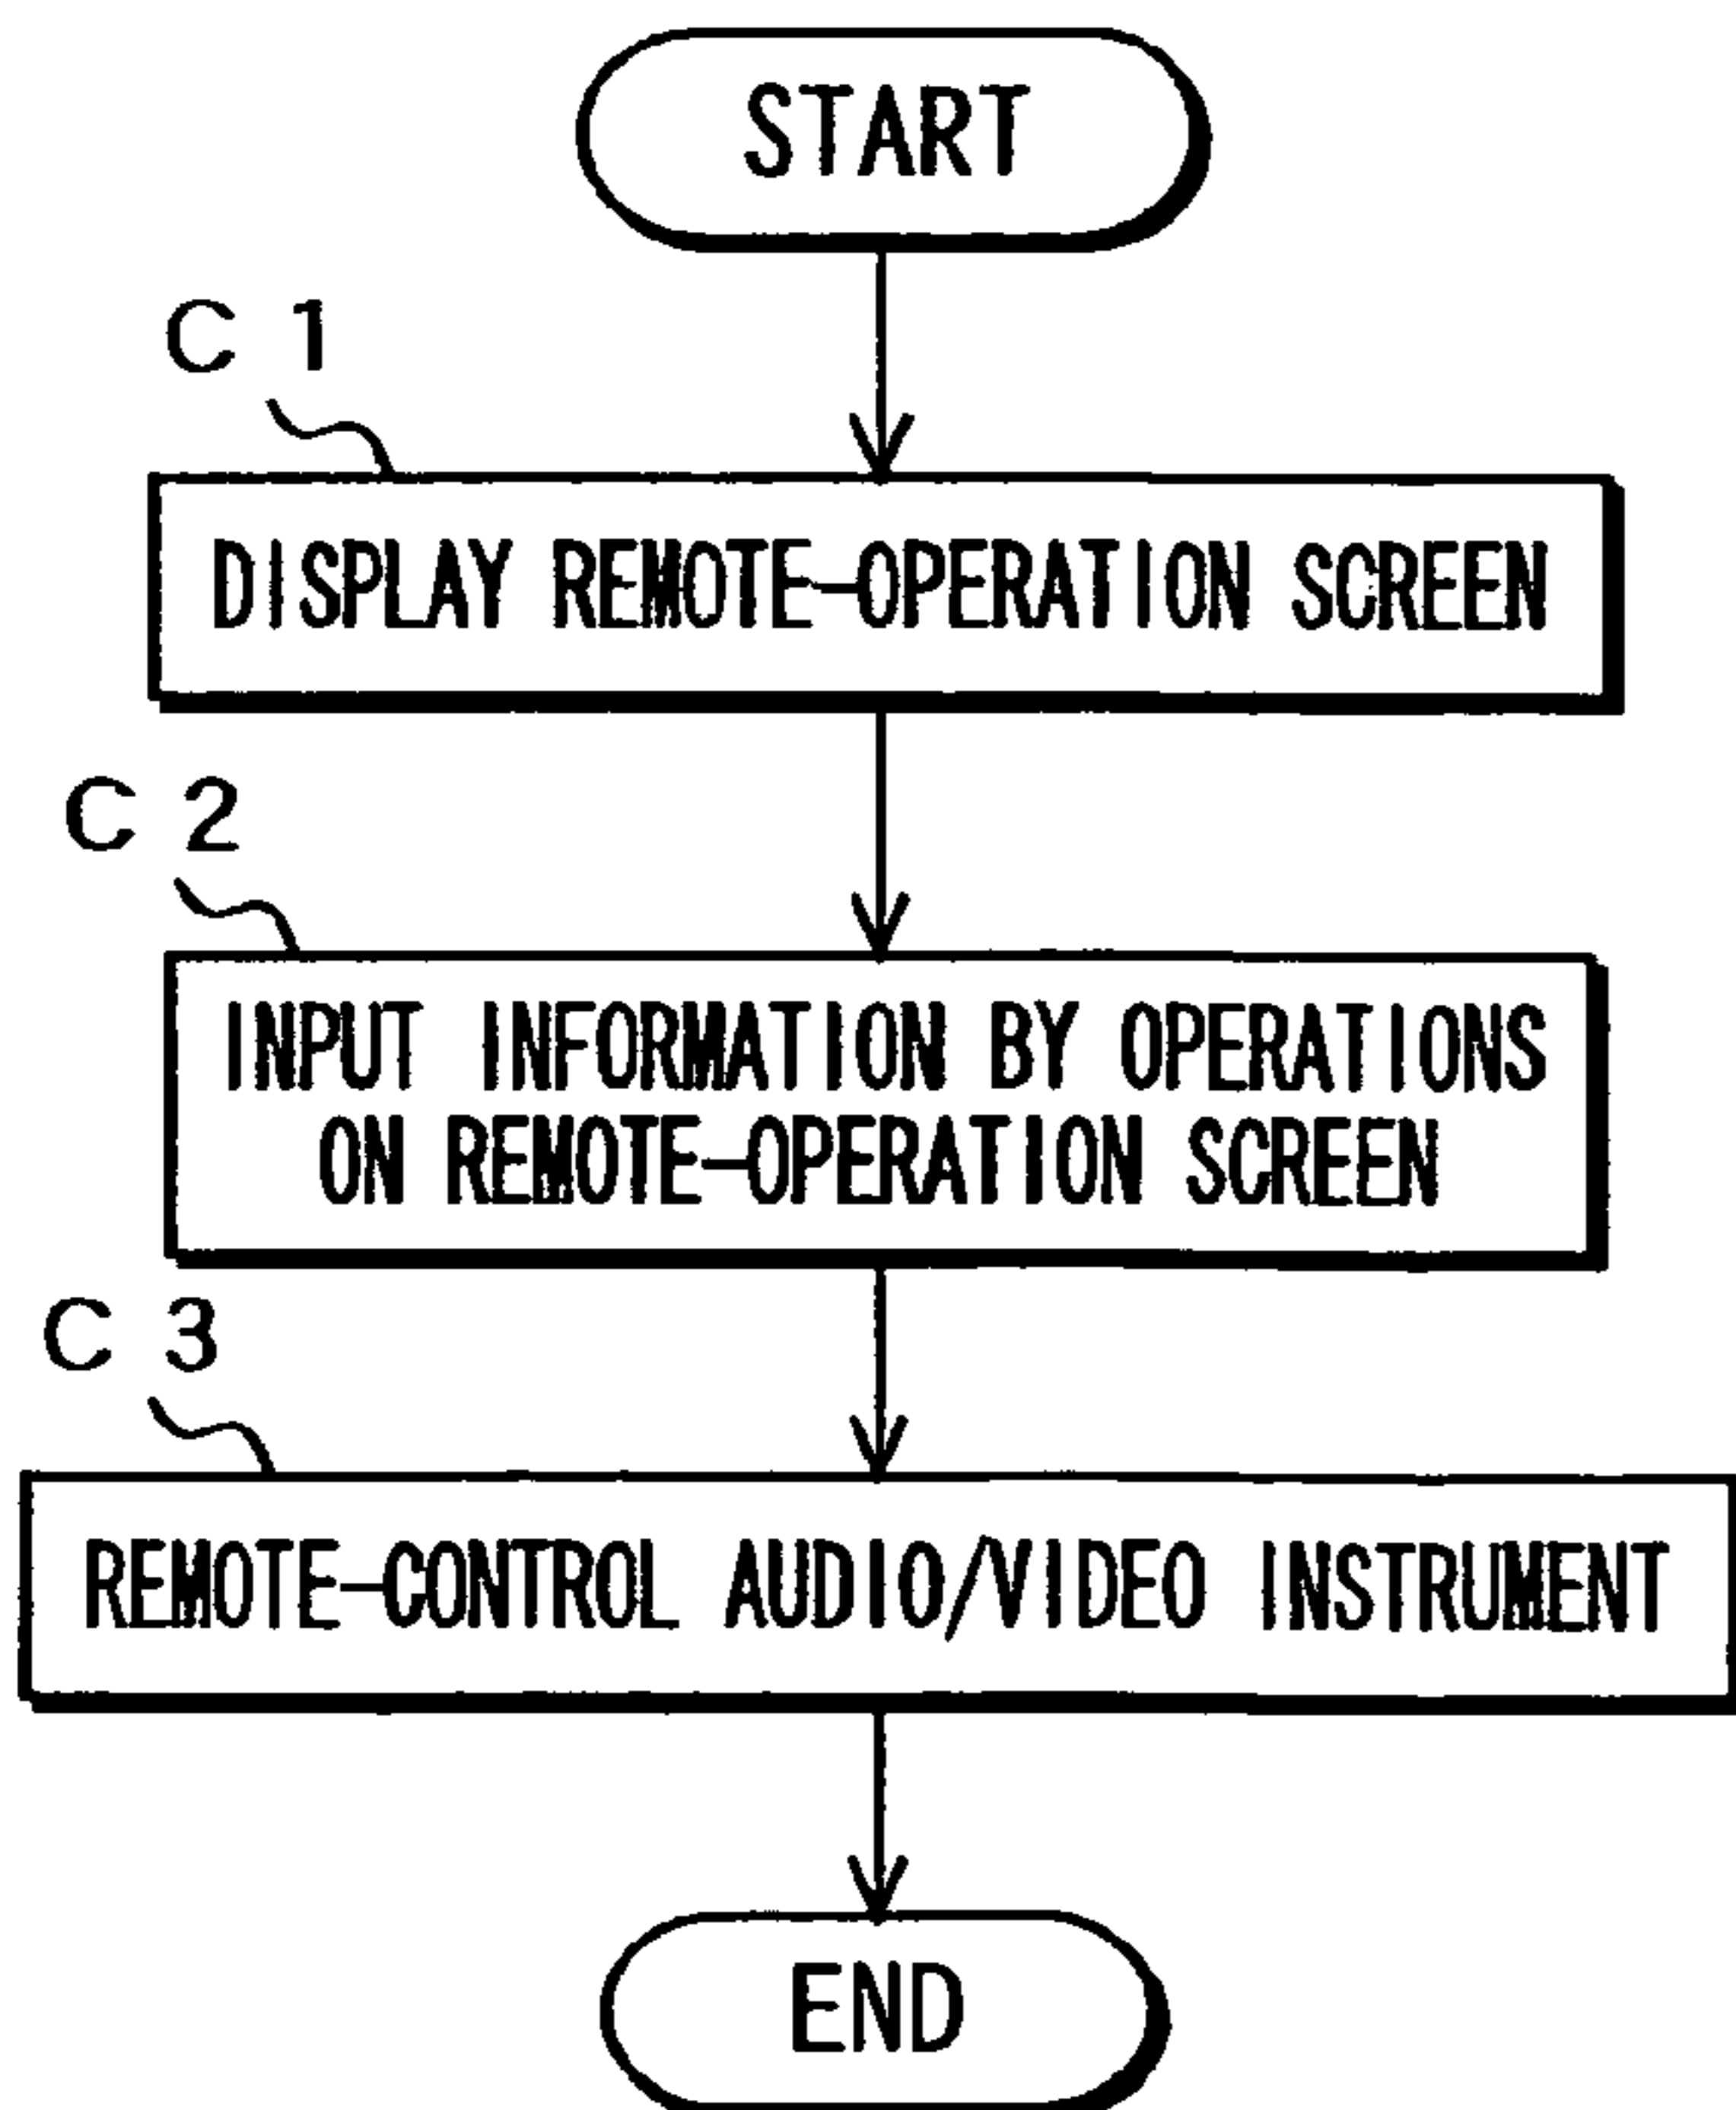 START
C 1
DISPLAY REMOTE-OPERATION SCREEN
C 2
INPUT INFORMATION BY OPERATIONS
ON REMOTE-OPERATION SCREEN
C 3
REMOTE-CONTROL AUDIO/VIDEO INSTRUMENT
END